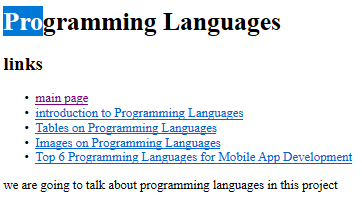 Programming Languages
links
main page
introduction to Programming Languages
Tables on Programming Languages
Images on Programming Languages
Top 6 Programming Languages for Mobile App Development
we are going to talk about programming languages in this project